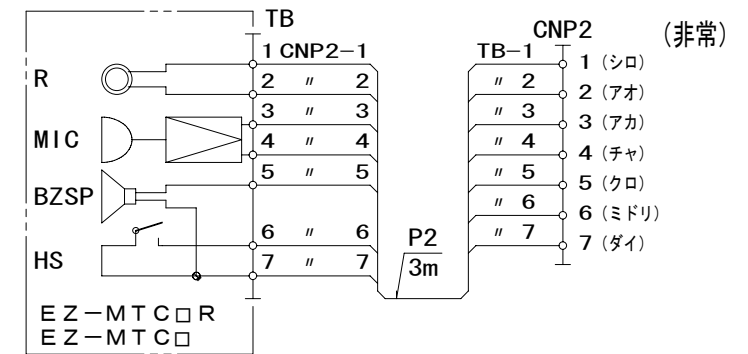 TB
CNP2 (非常)
1 CNP2-1 TB-1 1 (シロ)
R 2 〃 2 〃 2 2 (アオ)
3 〃 3 〃 3 3 (アカ)
MIC 4 〃 4 〃 4 4 (チャ)
5 〃 5 〃 5 5 (クロ)
BZSP 〃 6 6 (ミドリ)
6 〃 6 P2 〃 7 7 (ダイ)
HS 7 〃 7 3m
EZ-MTC□R
EZ-MTC□